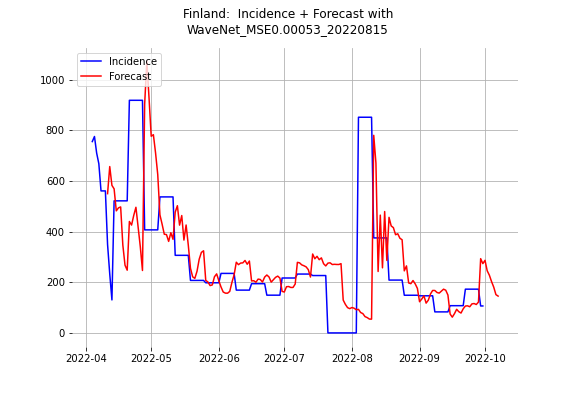 Finland:  Incidence + Forecast with
WaveNet_MSE0.00053_20220815
Incidence
Forecast
1000
800
600
400
200
0
2022-04 2022-05 2022-06 2022-07 2022-08 2022-09 2022-10